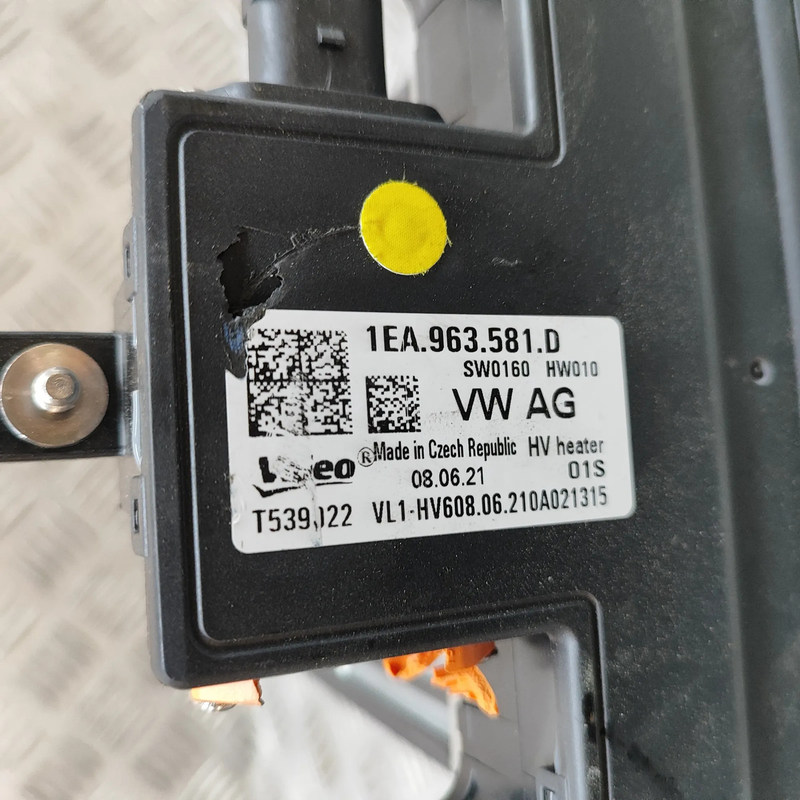 1EA.963.581.D
SW0160 HW010
VW AG
® Made in Czech Republic HV heater
08.06.21 01S
VL1-HV608.06.210A021315